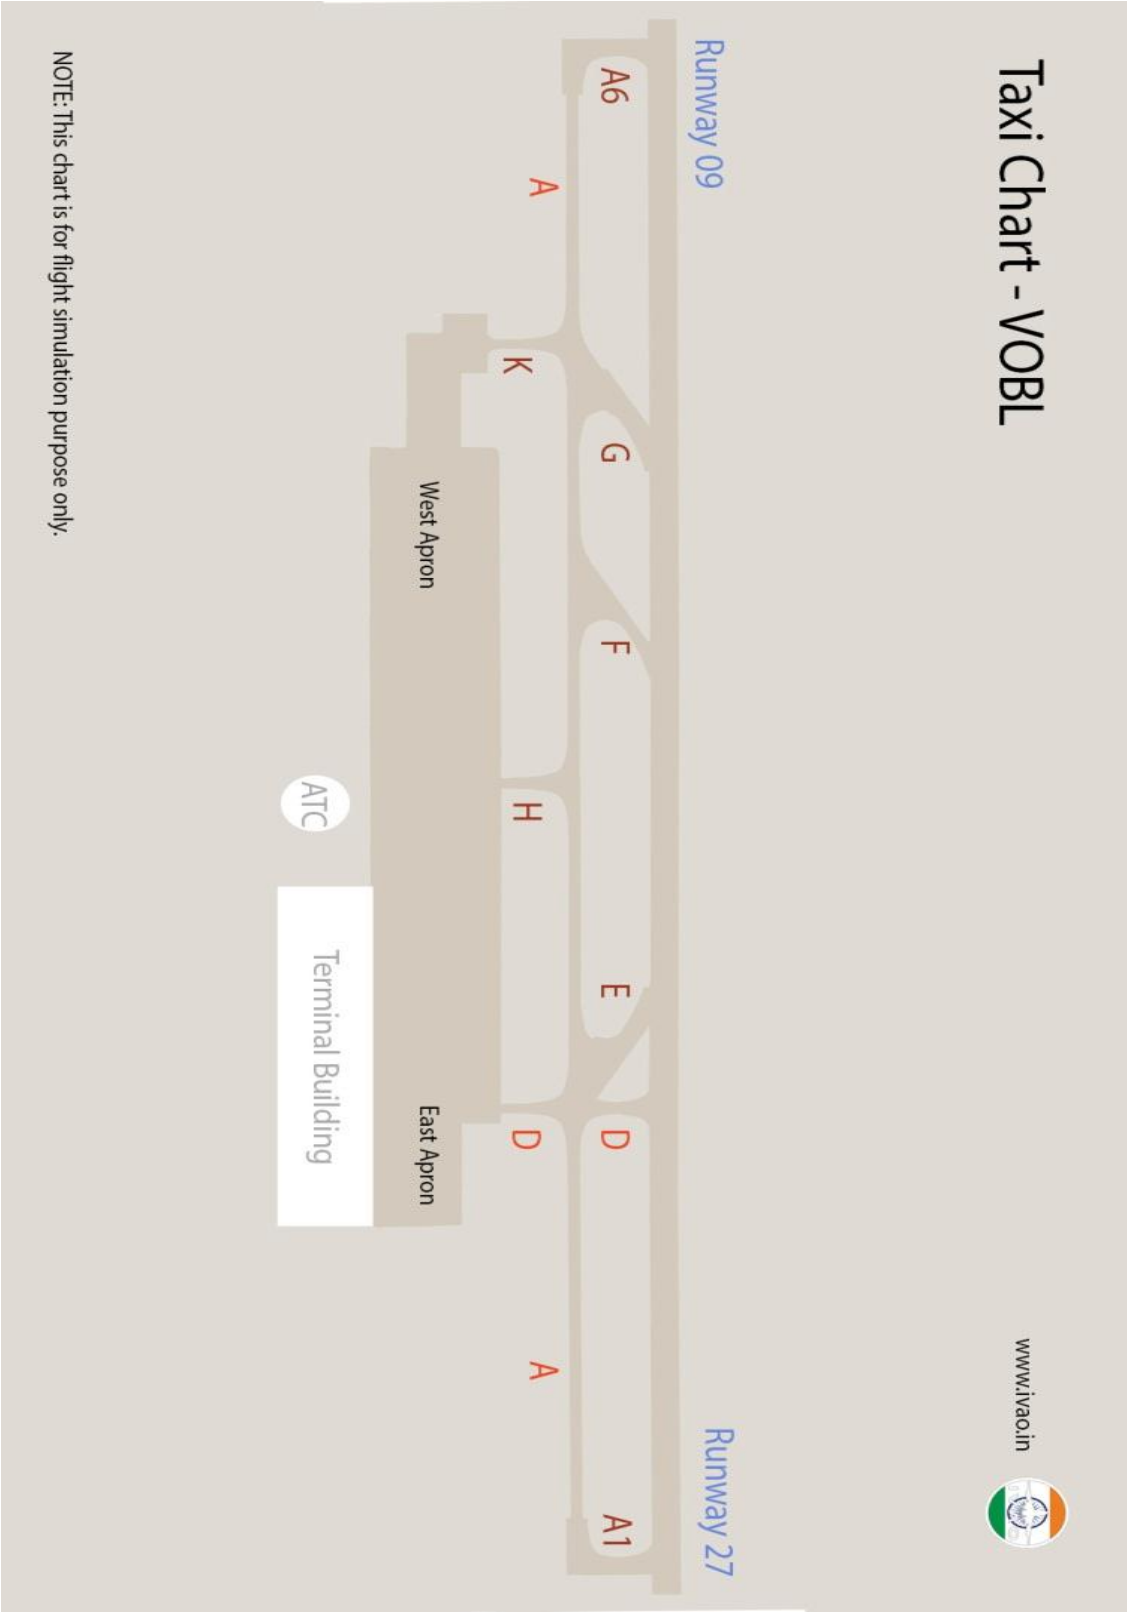 Taxi Chart - VOBL
www.ivao.in
Runway 09
Runway 27
A6
G
F
E
D
A1
A
K
H
D
A
West Apron
East Apron
ATC
Terminal Building
NOTE: This chart is for flight simulation purpose only.